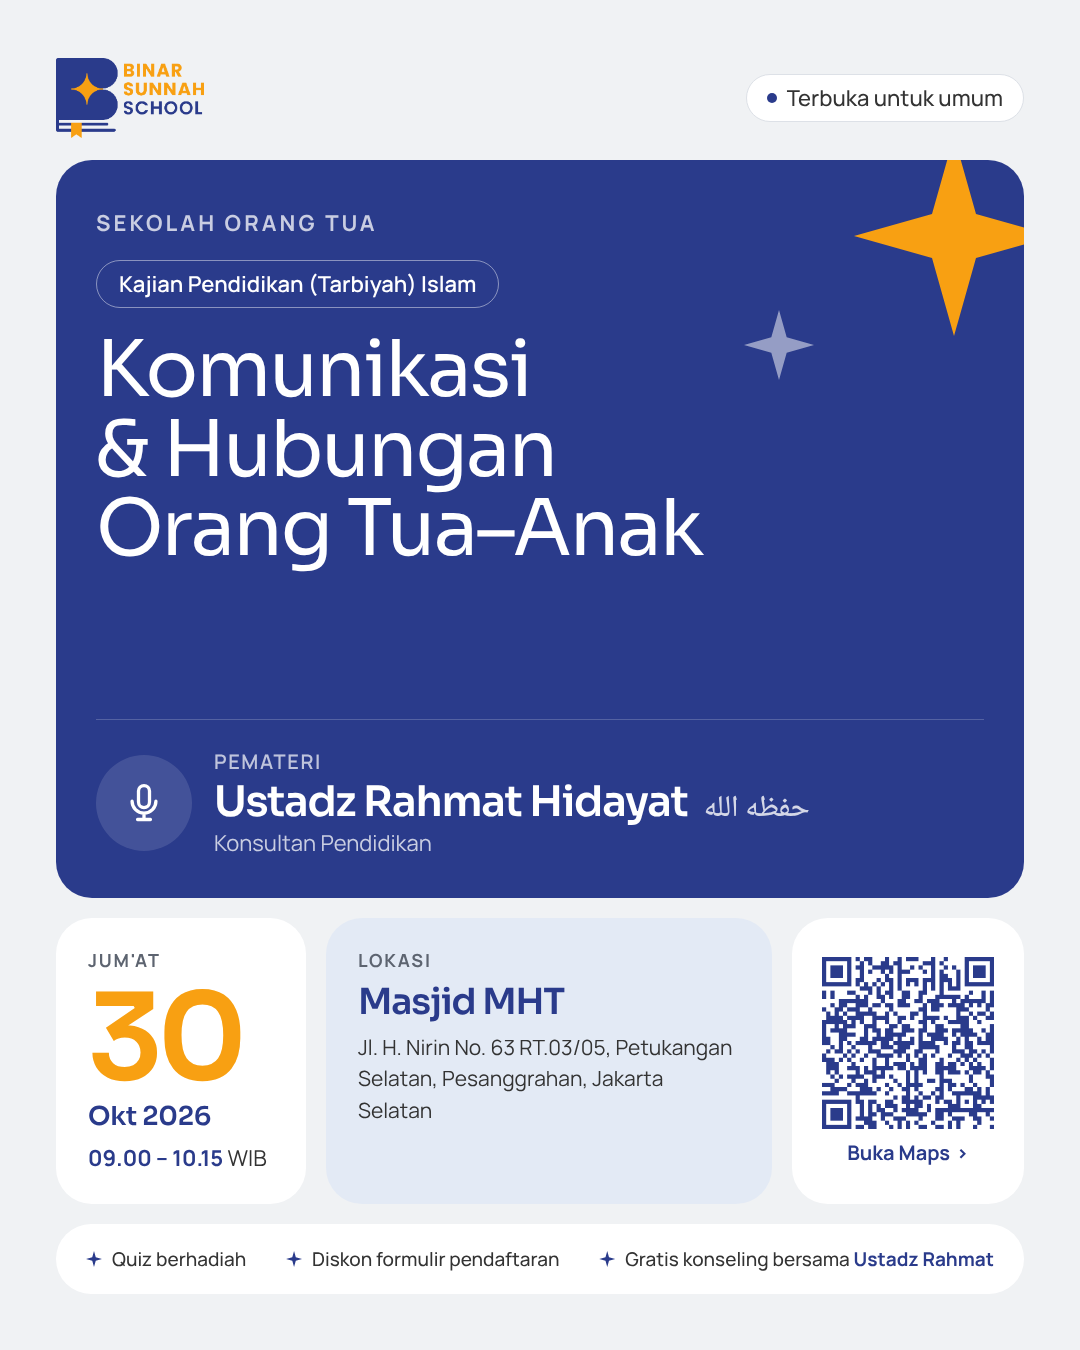 BINAR
SUNNAH
SCHOOL
Terbuka untuk umum
SEKOLAH ORANG TUA
Kajian Pendidikan (Tarbiyah) Islam
Komunikasi
& Hubungan
Orang Tua–Anak
PEMATERI
Ustadz Rahmat Hidayat حفظه الله
Konsultan Pendidikan
JUM'AT
30
Okt 2026
09.00 – 10.15 WIB
LOKASI
Masjid MHT
Jl. H. Nirin No. 63 RT.03/05, Petukangan
Selatan, Pesanggrahan, Jakarta
Selatan
Buka Maps ›
Quiz berhadiah
Diskon formulir pendaftaran
Gratis konseling bersama Ustadz Rahmat